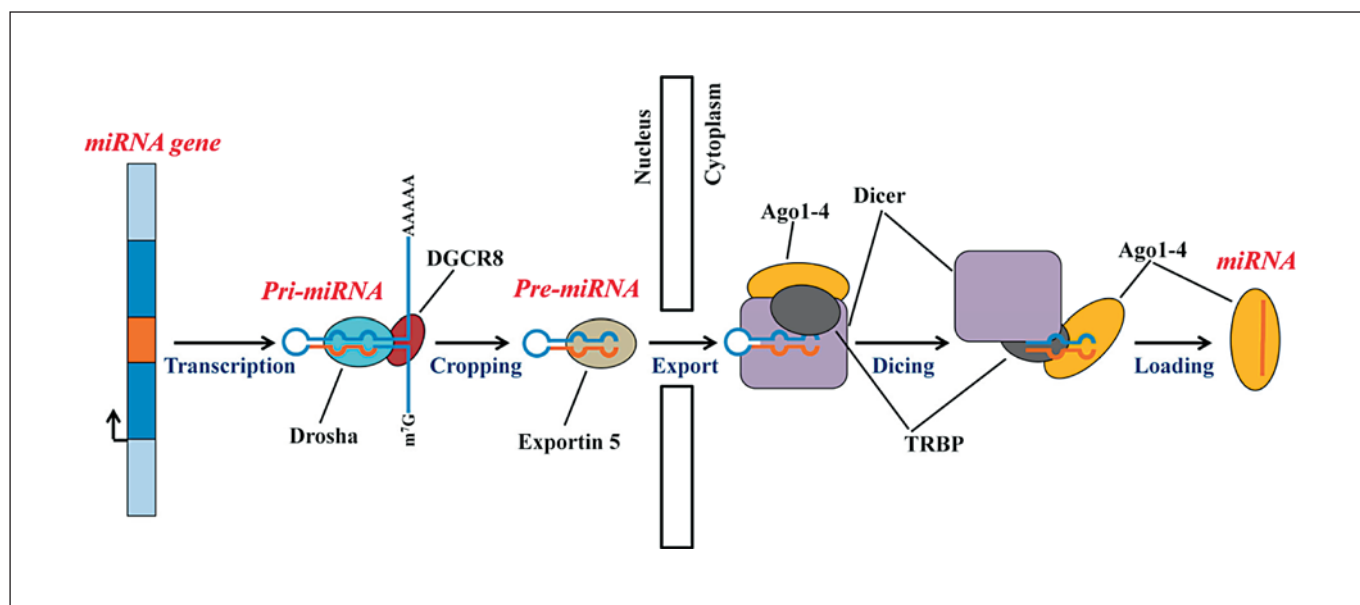 miRNA gene
Transcription
Pri-miRNA
AAAAA
m⁷G
DGCR8
Drosha
Cropping
Pre-miRNA
Exportin 5
Nucleus
Cytoplasm
Export
Ago1-4
Dicer
Dicing
TRBP
Ago1-4
Loading
miRNA